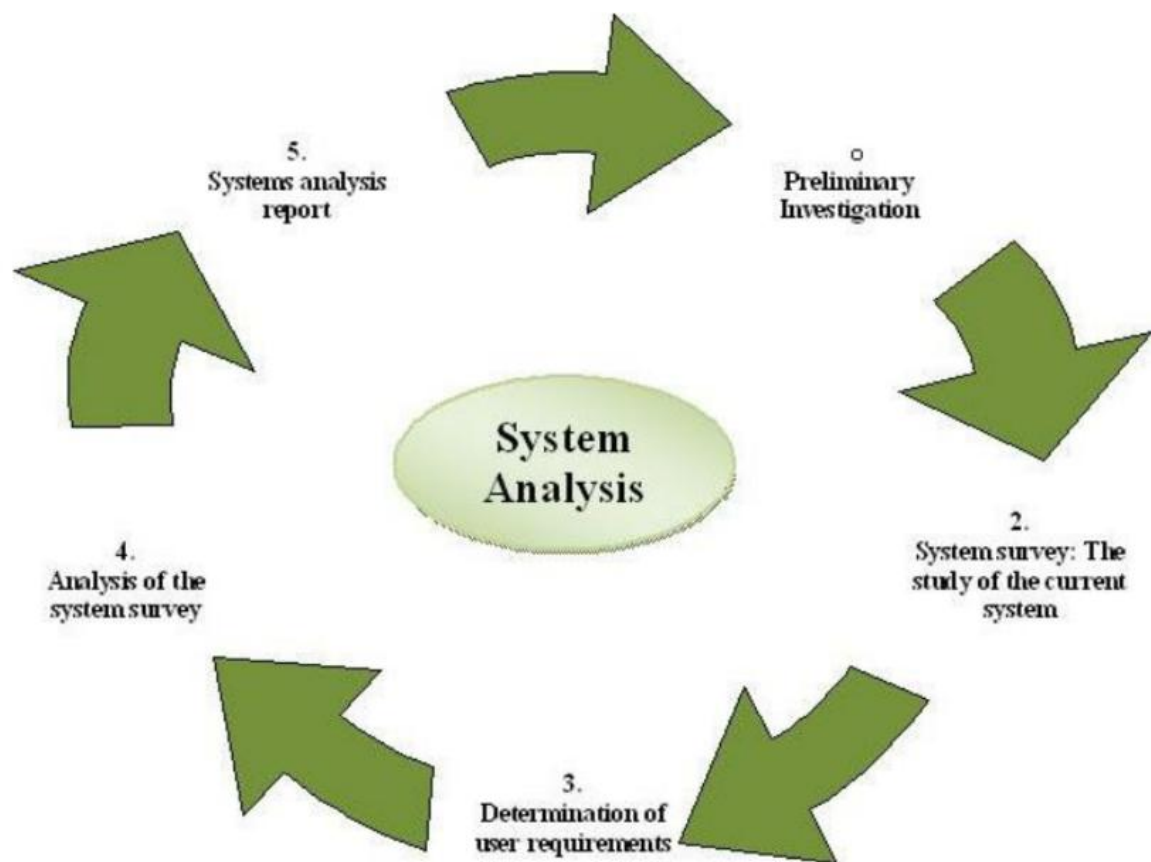 5.
Systems analysis
report
○
Preliminary
Investigation
System
Analysis
2.
System survey: The
study of the current
system
4.
Analysis of the
system survey
3.
Determination of
user requirements